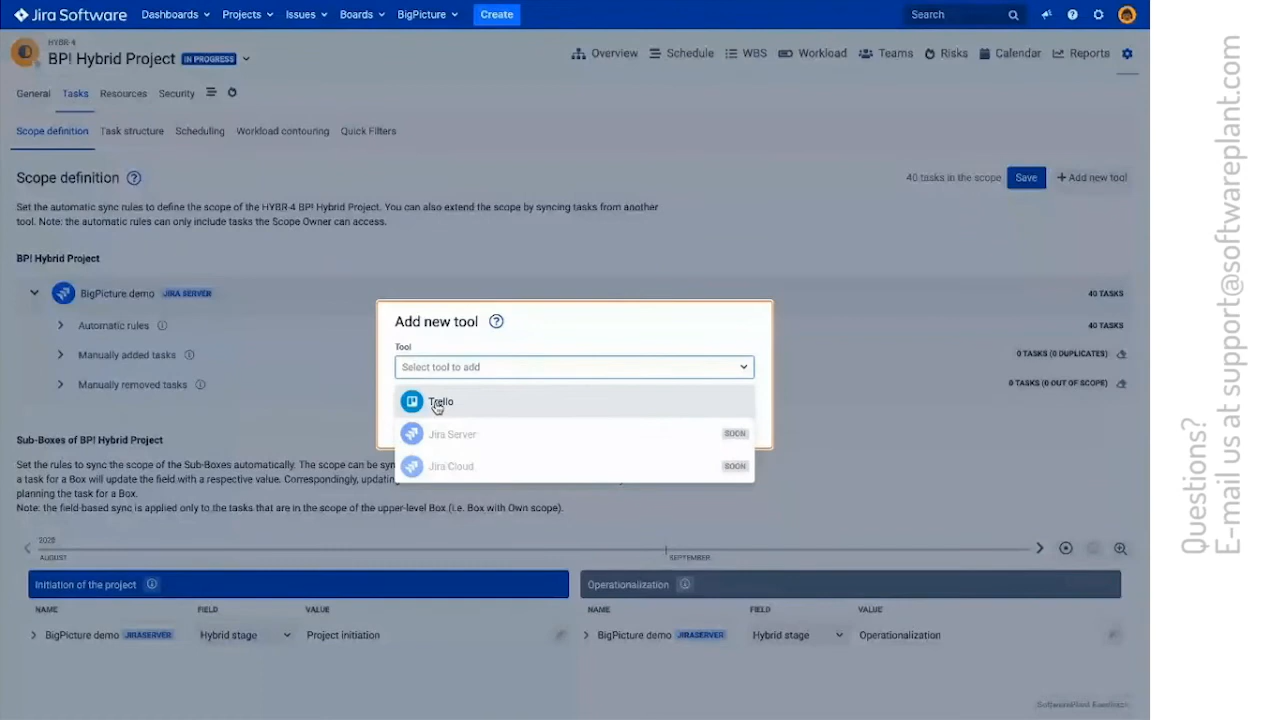 Jira Software Dashboards Projects Issues Boards BigPicture Create Search
HYBR-4
BP! Hybrid Project IN PROGRESS
Overview Schedule WBS Workload Teams Risks Calendar Reports
General Tasks Resources Security
Scope definition Task structure Scheduling Workload contouring Quick Filters
Scope definition
40 tasks in the scope Save + Add new tool
Set the automatic sync rules to define the scope of the HYBR-4 BP! Hybrid Project. You can also extend the scope by syncing tasks from another
tool. Note: the automatic rules can only include tasks the Scope Owner can access.
BP! Hybrid Project
BigPicture demo JIRA SERVER 40 TASKS
Automatic rules 40 TASKS
Manually added tasks 0 TASKS (0 DUPLICATES)
Manually removed tasks 0 TASKS (0 OUT OF SCOPE)
Add new tool
Tool
Select tool to add
Trello
Jira Server SOON
Jira Cloud SOON
Sub-Boxes of BP! Hybrid Project
Set the rules to sync the scope of the Sub-Boxes automatically. The scope can be
a task for a Box will update the field with a respective value. Correspondingly,
planning the task for a Box.
Note: the field-based sync is applied only to the tasks that are in the scope of the upper-level Box (i.e. Box with Own scope).
AUGUST SEPTEMBER
Initiation of the project
NAME FIELD VALUE
BigPicture demo JIRASERVER Hybrid stage Project initiation
Operationalization
NAME FIELD VALUE
BigPicture demo JIRASERVER Hybrid stage Operationalization
Questions?
E-mail us at support@softwareplant.com